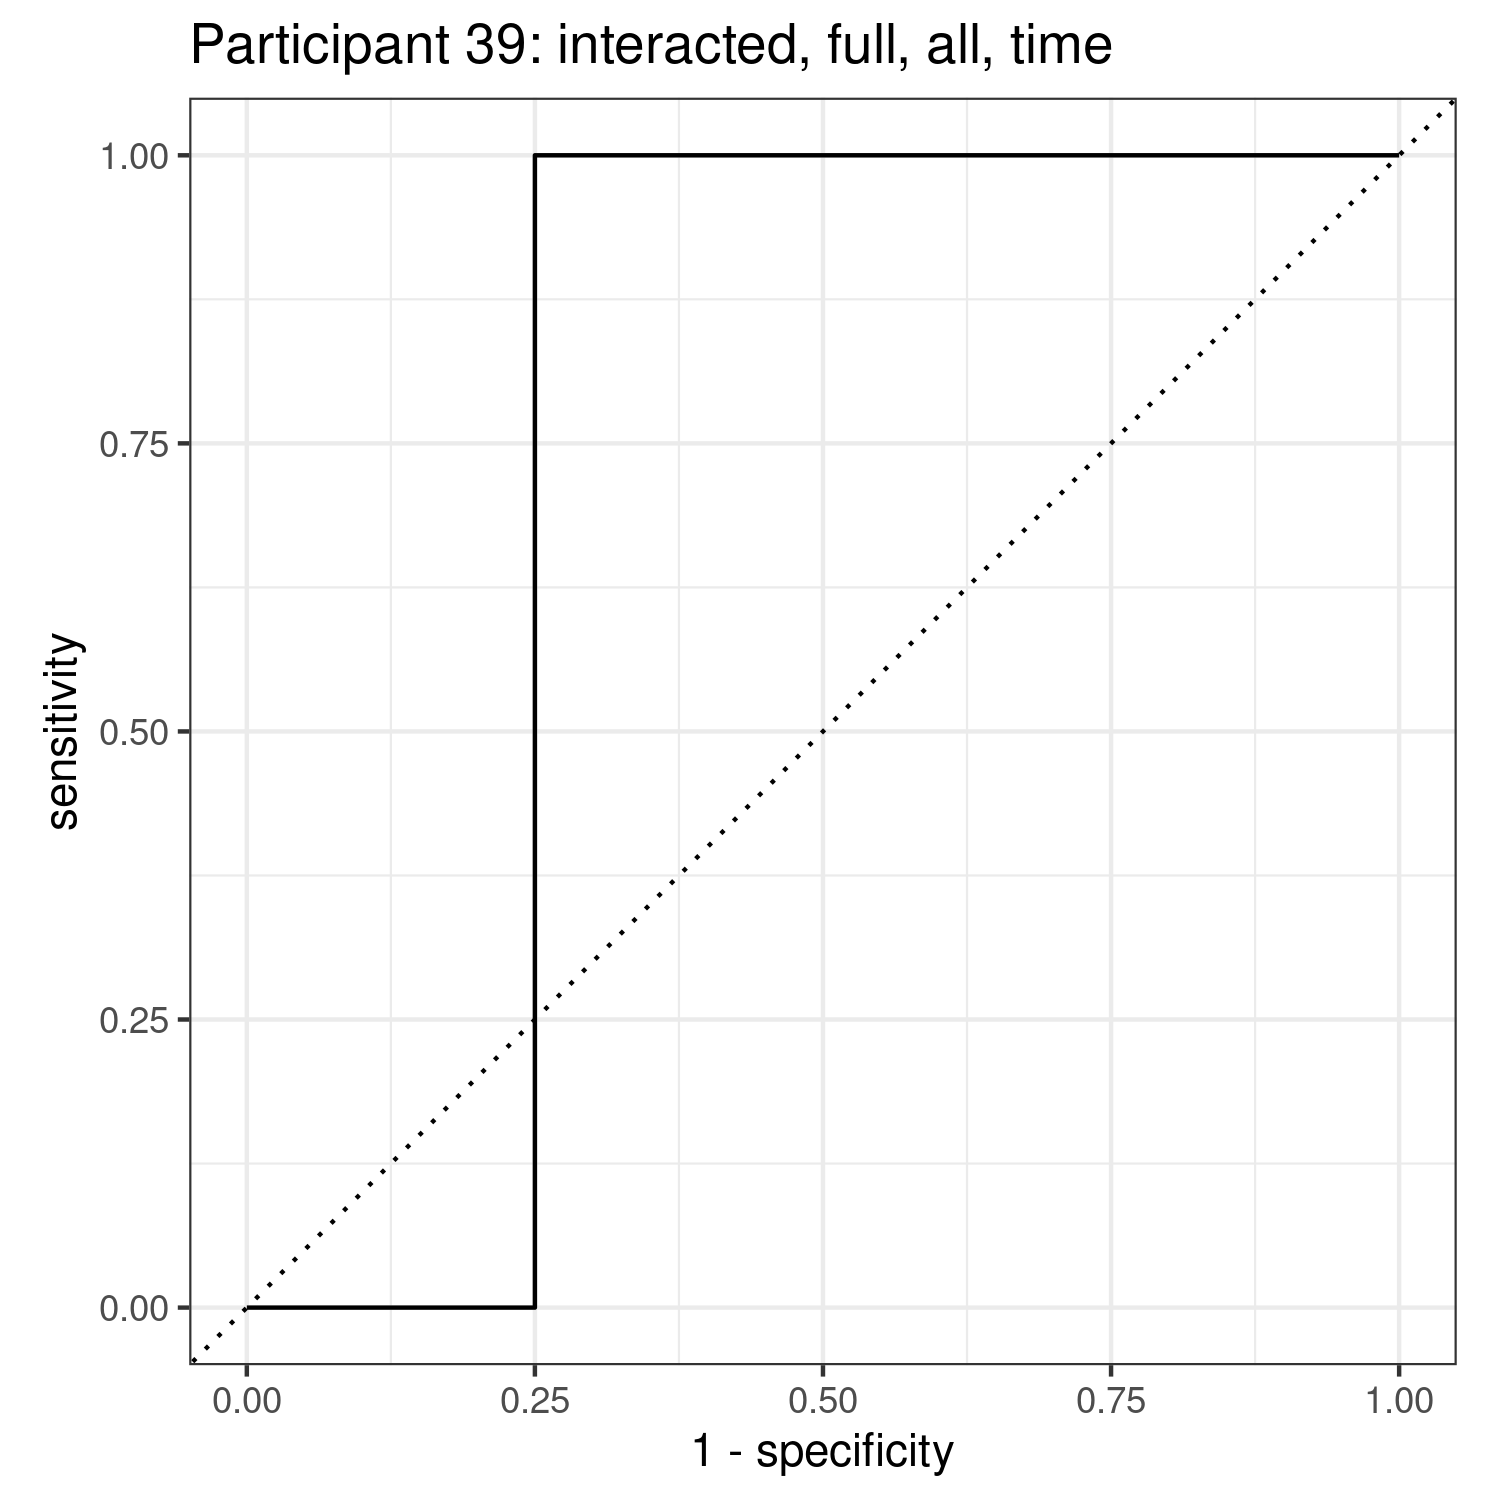 Participant 39: interacted, full, all, time
1.00
0.75
0.50
0.25
0.00
sensitivity
0.00 0.25 0.50 0.75 1.00
1 - specificity